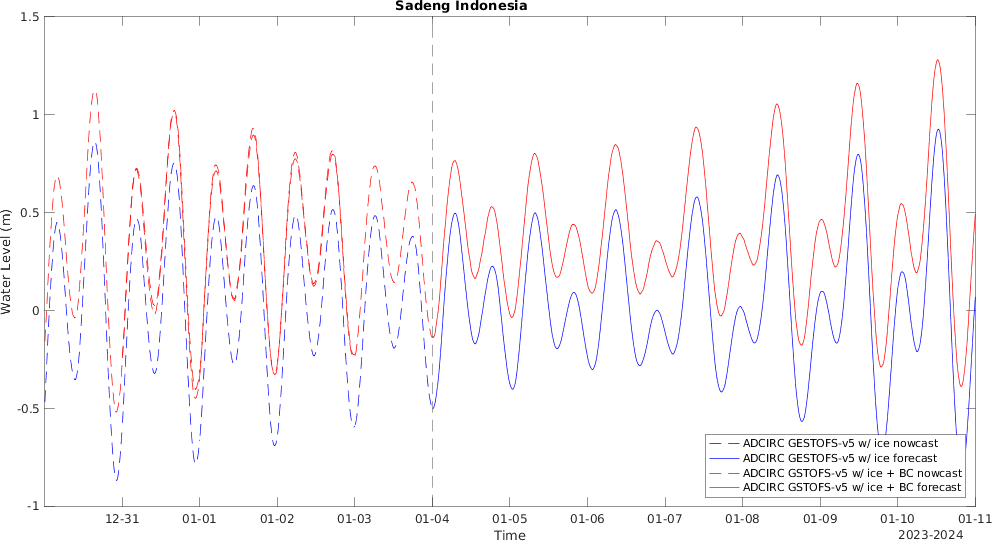 Sadeng Indonesia
1.5
1
0.5
0
-0.5
-1
Water Level (m)
ADCIRC GESTOFS-v5 w/ ice nowcast
ADCIRC GESTOFS-v5 w/ ice forecast
ADCIRC GSTOFS-v5 w/ ice + BC nowcast
ADCIRC GSTOFS-v5 w/ ice + BC forecast
12-31 01-01 01-02 01-03 01-04 01-05 01-06 01-07 01-08 01-09 01-10 01-11
Time
2023-2024